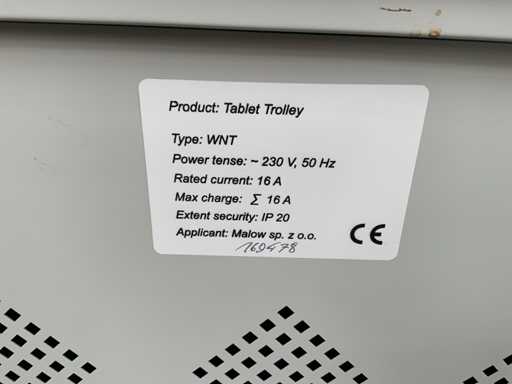 Product: Tablet Trolley
Type: WNT
Power tense: ~ 230 V, 50 Hz
Rated current: 16 A
Max charge: Σ 16 A
Extent security: IP 20
Applicant: Malow sp. z o.o.
CE
169478